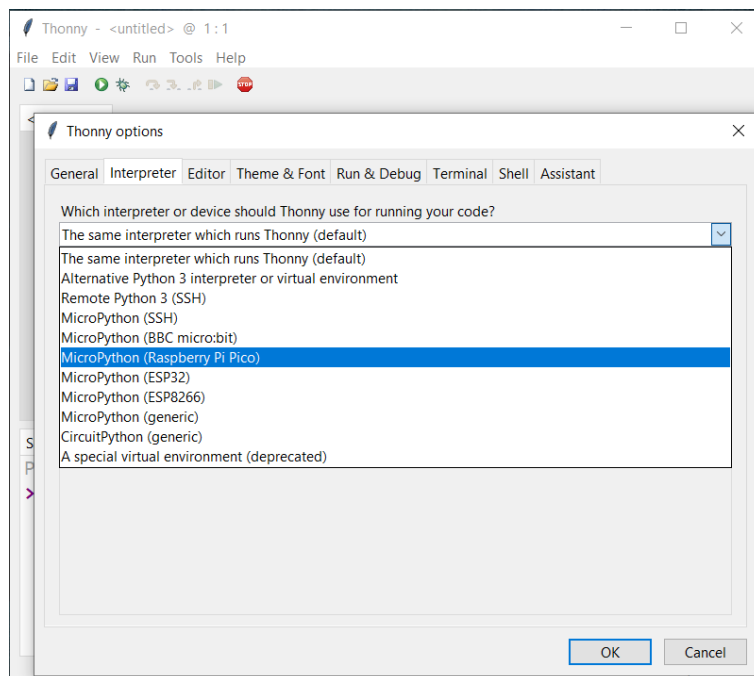 Thonny - <untitled> @ 1:1
File Edit View Run Tools Help
STOP
<
Thonny options
General Interpreter Editor Theme & Font Run & Debug Terminal Shell Assistant
Which interpreter or device should Thonny use for running your code?
The same interpreter which runs Thonny (default)
The same interpreter which runs Thonny (default)
Alternative Python 3 interpreter or virtual environment
Remote Python 3 (SSH)
MicroPython (SSH)
MicroPython (BBC micro:bit)
MicroPython (Raspberry Pi Pico)
MicroPython (ESP32)
MicroPython (ESP8266)
MicroPython (generic)
CircuitPython (generic)
A special virtual environment (deprecated)
S
P
>
OK Cancel